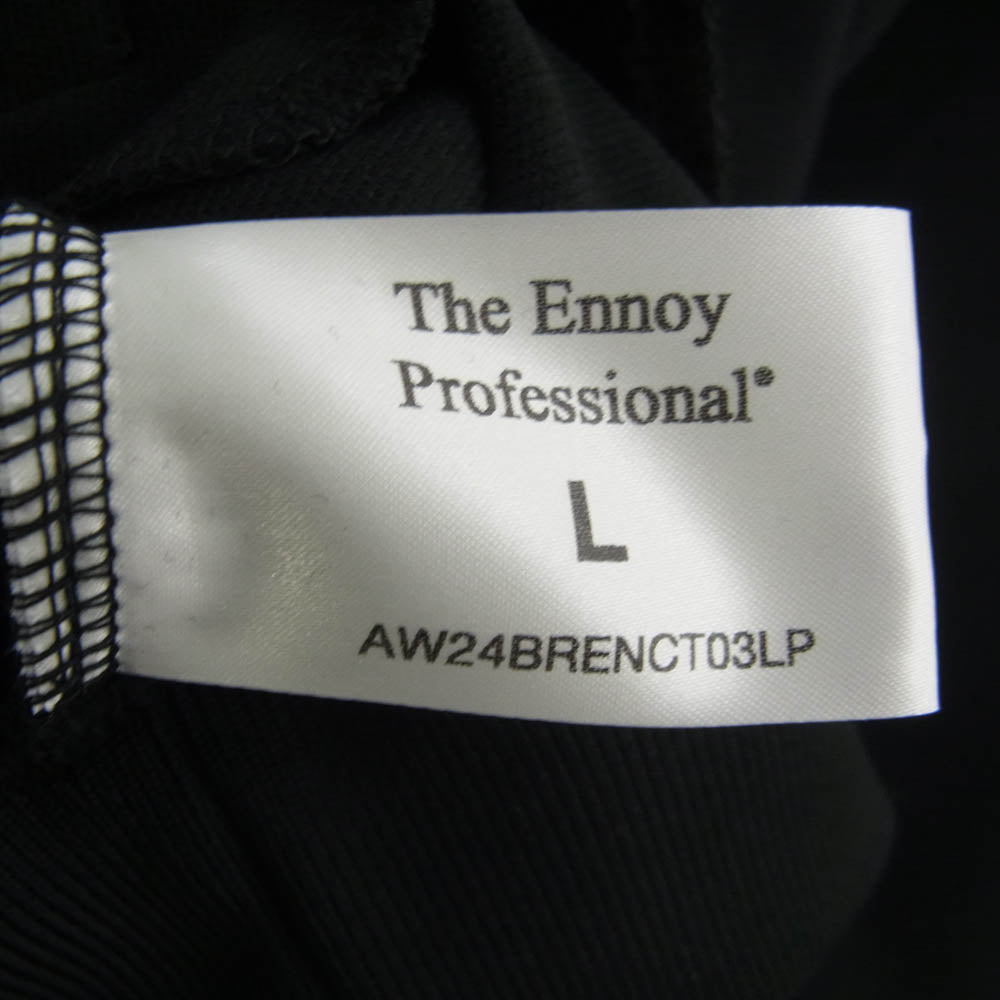 The Ennoy
Professional®
L
AW24BRENCT03LP